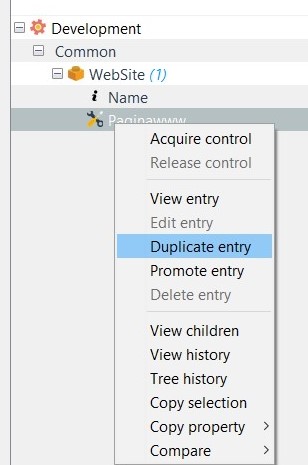 Development
Common
WebSite (1)
Name
Paginawww
Acquire control
Release control
View entry
Edit entry
Duplicate entry
Promote entry
Delete entry
View children
View history
Tree history
Copy selection
Copy property
Compare